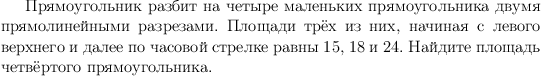 Прямоугольник разбит на четыре маленьких прямоугольника двумя
прямолинейными разрезами. Площади трёх из них, начиная с левого
верхнего и далее по часовой стрелке равны 15, 18 и 24. Найдите площадь
четвёртого прямоугольника.